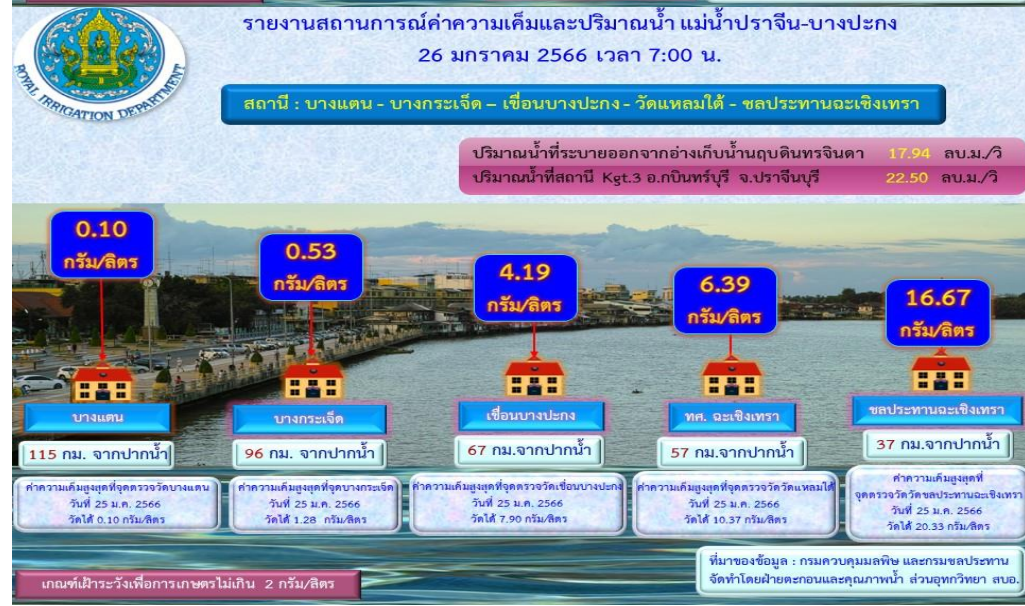 รายงานสถานการณ์ค่าความเค็มและปริมาณน้ำ แม่น้ำปราจีน-บางปะกง
26 มกราคม 2566 เวลา 7:00 น.
ROYAL IRRIGATION DEPARTMENT
สถานี : บางแตน - บางกระเจ็ด – เขื่อนบางปะกง - วัดแหลมใต้ - ชลประทานฉะเชิงเทรา
ปริมาณน้ำที่ระบายออกจากอ่างเก็บน้ำนฤบดินทรจินดา 17.94 ลบ.ม./วิ
ปริมาณน้ำที่สถานี Kgt.3 อ.กบินทร์บุรี จ.ปราจีนบุรี 22.50 ลบ.ม./วิ
0.10
กรัม/ลิตร
บางแตน
115 กม. จากปากน้ำ
ค่าความเค็มสูงสุดที่จุดตรวจวัดบางแตน
วันที่ 25 ม.ค. 2566
วัดได้ 0.10 กรัม/ลิตร
0.53
กรัม/ลิตร
บางกระเจ็ด
96 กม. จากปากน้ำ
ค่าความเค็มสูงสุดที่จุดบางกระเจ็ด
วันที่ 25 ม.ค. 2566
วัดได้ 1.28 กรัม/ลิตร
4.19
กรัม/ลิตร
เขื่อนบางปะกง
67 กม.จากปากน้ำ
ค่าความเค็มสูงสุดที่จุดตรวจวัดเขื่อนบางปะกง
วันที่ 25 ม.ค. 2566
วัดได้ 7.90 กรัม/ลิตร
6.39
กรัม/ลิตร
ทศ. ฉะเชิงเทรา
57 กม.จากปากน้ำ
ค่าความเค็มสูงสุดที่จุดตรวจวัดวัดแหลมใต้
วันที่ 25 ม.ค. 2566
วัดได้ 10.37 กรัม/ลิตร
16.67
กรัม/ลิตร
ชลประทานฉะเชิงเทรา
37 กม.จากปากน้ำ
ค่าความเค็มสูงสุดที่
จุดตรวจวัดวัดชลประทานฉะเชิงเทรา
วันที่ 25 ม.ค. 2566
วัดได้ 20.33 กรัม/ลิตร
เกณฑ์เฝ้าระวังเพื่อการเกษตรไม่เกิน 2 กรัม/ลิตร
ที่มาของข้อมูล : กรมควบคุมมลพิษ และกรมชลประทาน
จัดทำโดยฝ่ายตะกอนและคุณภาพน้ำ ส่วนอุทกวิทยา สบอ.